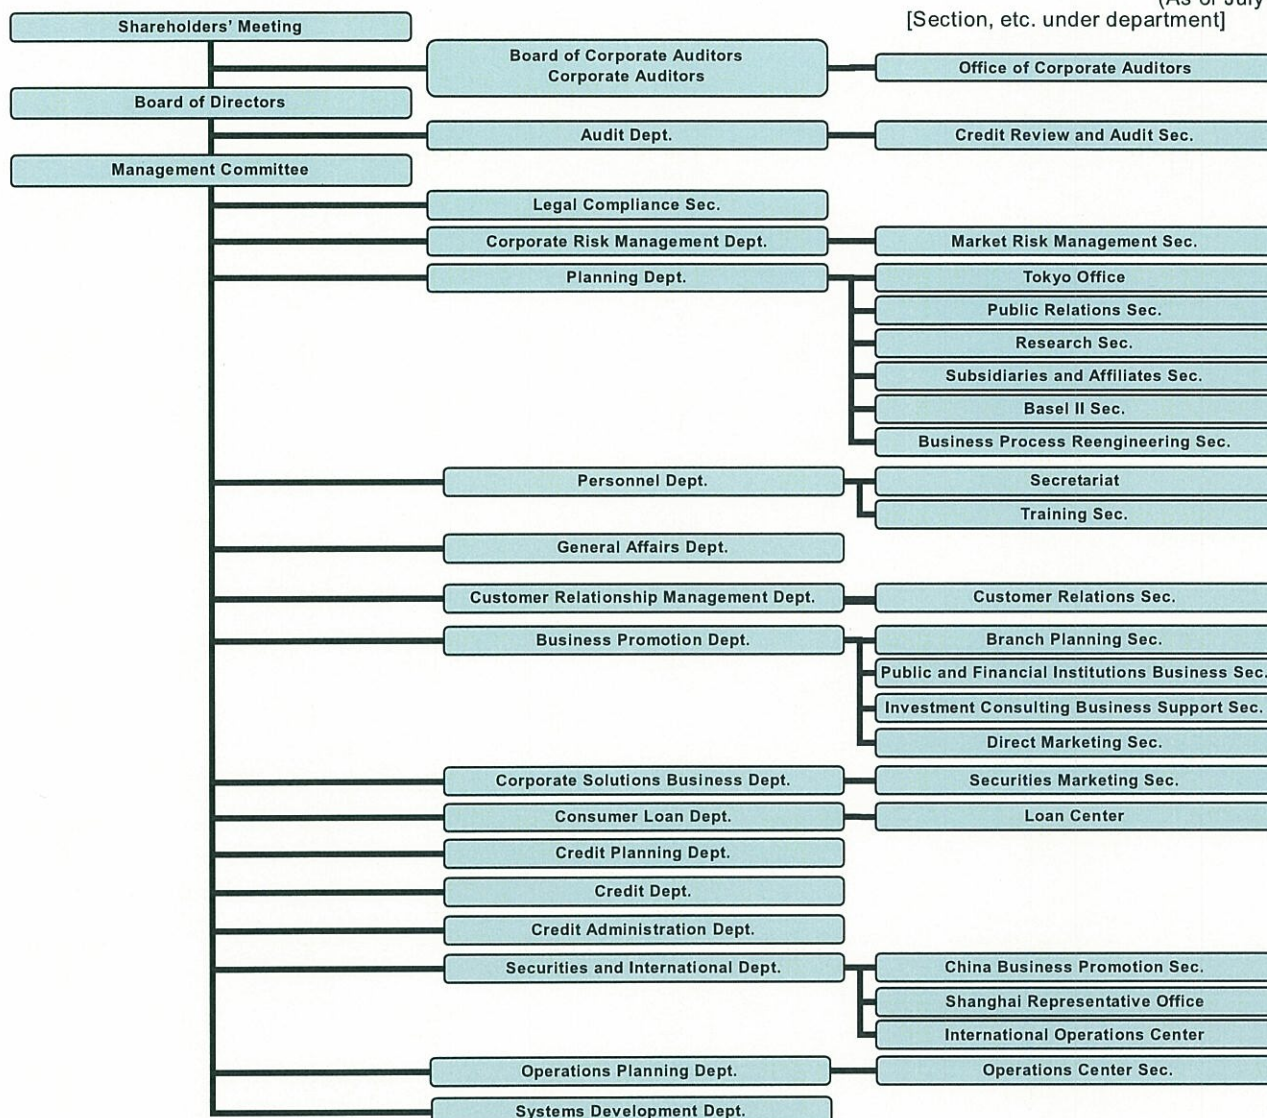 (As of July
[Section, etc. under department]
Shareholders' Meeting
Board of Corporate Auditors
Corporate Auditors
Office of Corporate Auditors
Board of Directors
Audit Dept.
Credit Review and Audit Sec.
Management Committee
Legal Compliance Sec.
Corporate Risk Management Dept.
Market Risk Management Sec.
Planning Dept.
Tokyo Office
Public Relations Sec.
Research Sec.
Subsidiaries and Affiliates Sec.
Basel II Sec.
Business Process Reengineering Sec.
Personnel Dept.
Secretariat
Training Sec.
General Affairs Dept.
Customer Relationship Management Dept.
Customer Relations Sec.
Business Promotion Dept.
Branch Planning Sec.
Public and Financial Institutions Business Sec.
Investment Consulting Business Support Sec.
Direct Marketing Sec.
Corporate Solutions Business Dept.
Securities Marketing Sec.
Consumer Loan Dept.
Loan Center
Credit Planning Dept.
Credit Dept.
Credit Administration Dept.
Securities and International Dept.
China Business Promotion Sec.
Shanghai Representative Office
International Operations Center
Operations Planning Dept.
Operations Center Sec.
Systems Development Dept.